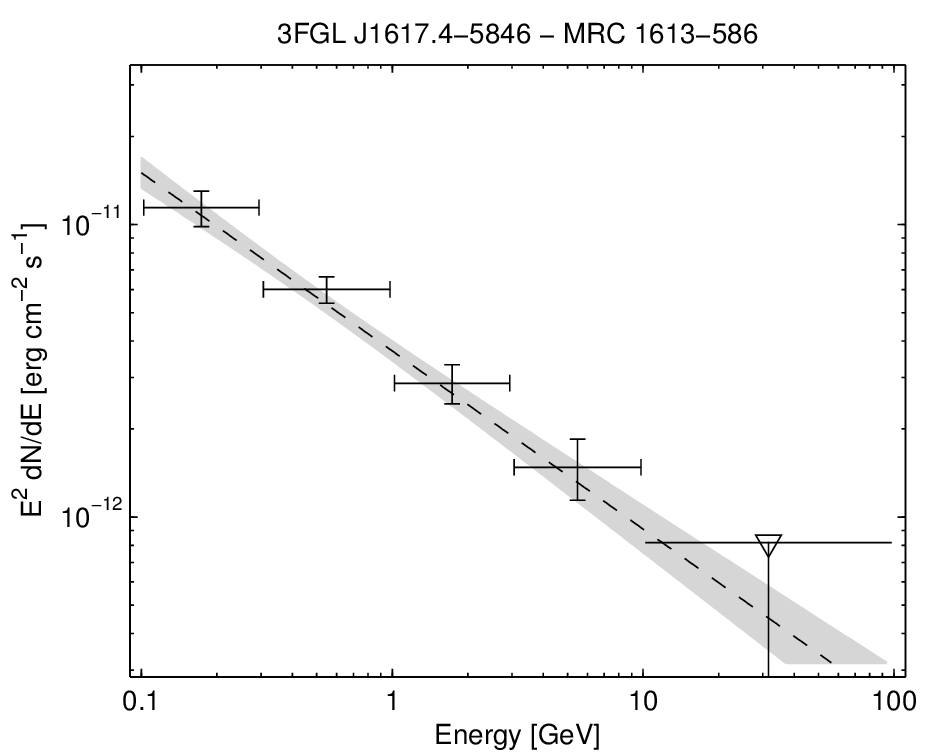 3FGL J1617.4−5846 − MRC 1613−586
E² dN/dE [erg cm⁻² s⁻¹]
10⁻¹¹
10⁻¹²
0.1 1 10 100
Energy [GeV]